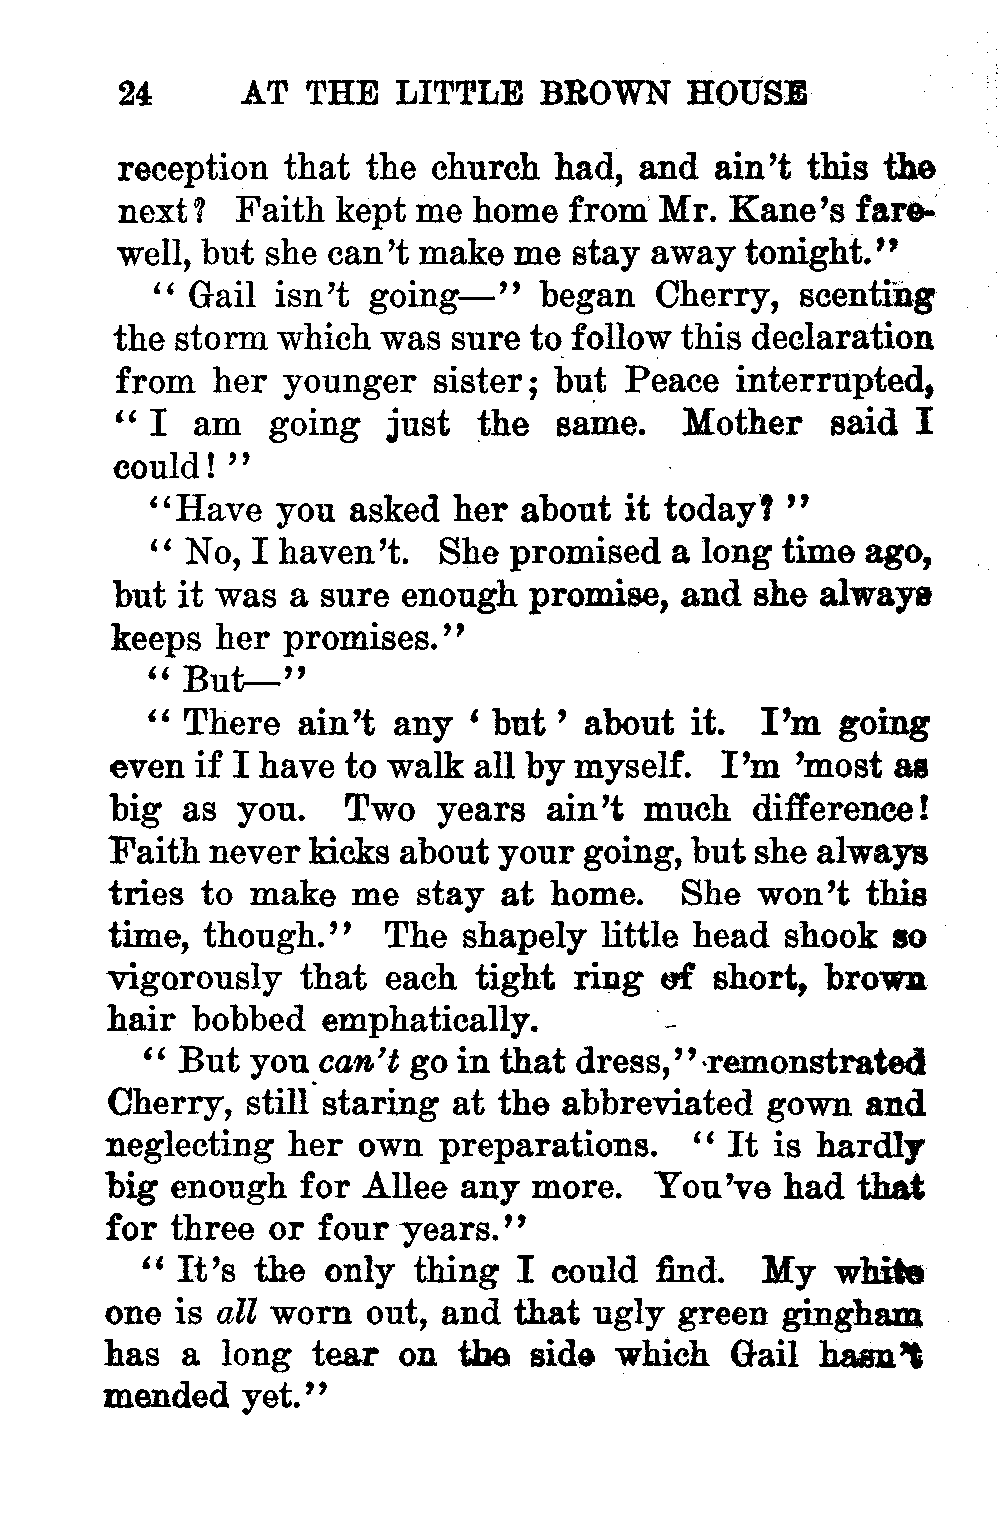 24 AT THE LITTLE BROWN HOUSE
reception that the church had, and ain't this the
next? Faith kept me home from Mr. Kane's fare-
well, but she can't make me stay away tonight."
"Gail isn't going—" began Cherry, scenting
the storm which was sure to follow this declaration
from her younger sister; but Peace interrupted,
"I am going just the same. Mother said I
could!"
"Have you asked her about it today?"
"No, I haven't. She promised a long time ago,
but it was a sure enough promise, and she always
keeps her promises."
"But—"
"There ain't any 'but' about it. I'm going
even if I have to walk all by myself. I'm 'most as
big as you. Two years ain't much difference!
Faith never kicks about your going, but she always
tries to make me stay at home. She won't this
time, though." The shapely little head shook so
vigorously that each tight ring of short, brown
hair bobbed emphatically.
"But you can't go in that dress," remonstrated
Cherry, still staring at the abbreviated gown and
neglecting her own preparations. "It is hardly
big enough for Allee any more. You've had that
for three or four years."
"It's the only thing I could find. My white
one is all worn out, and that ugly green gingham
has a long tear on the side which Gail hasn't
mended yet."